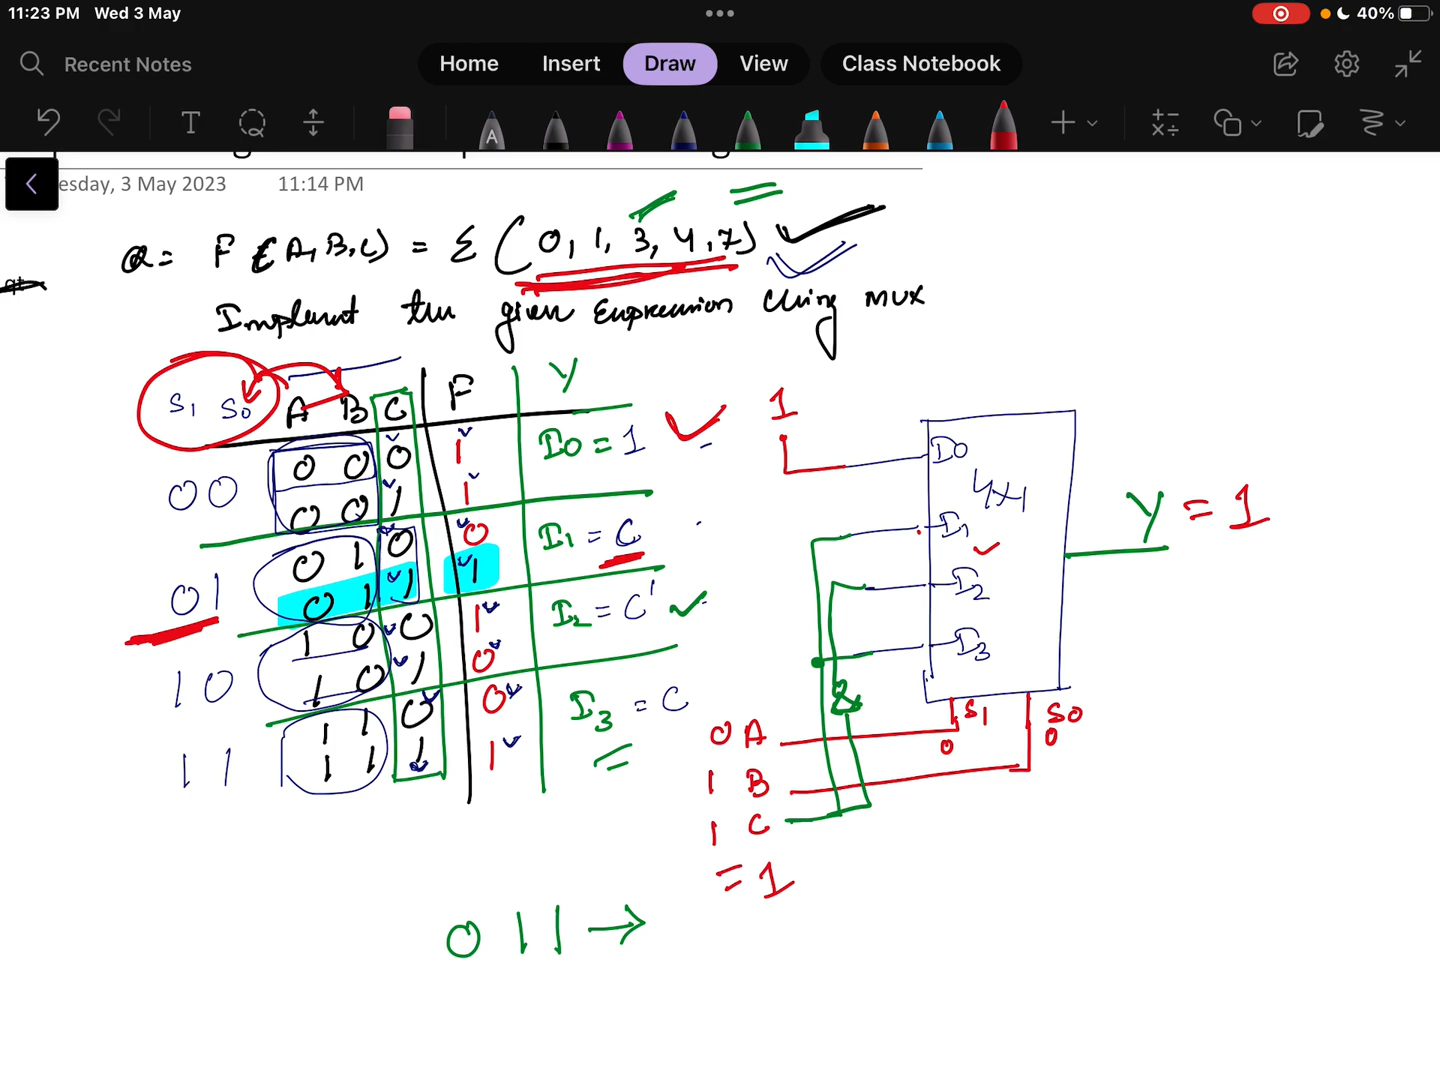 11:23 PM Wed 3 May
40%
Recent Notes
Home Insert Draw View Class Notebook
T
A
esday, 3 May 2023 11:14 PM
Q= F (A, B, C) = Σ (0, 1, 3, 4, 7)
Implement the given Expression Using mux
S1 S0 A B C F Y
00 0 0 0 1 I0 = 1
0 0 1 1
01 0 1 0 0 I1 = C
0 1 1 1
10 1 0 0 1 I2 = C'
1 0 1 0
11 1 1 0 0 I3 = C
1 1 1 1
1
I0
4x1
I1
I2
I3
Y = 1
S1 S0
0 0
0 A
1 B
1 C
= 1
0 1 1 →